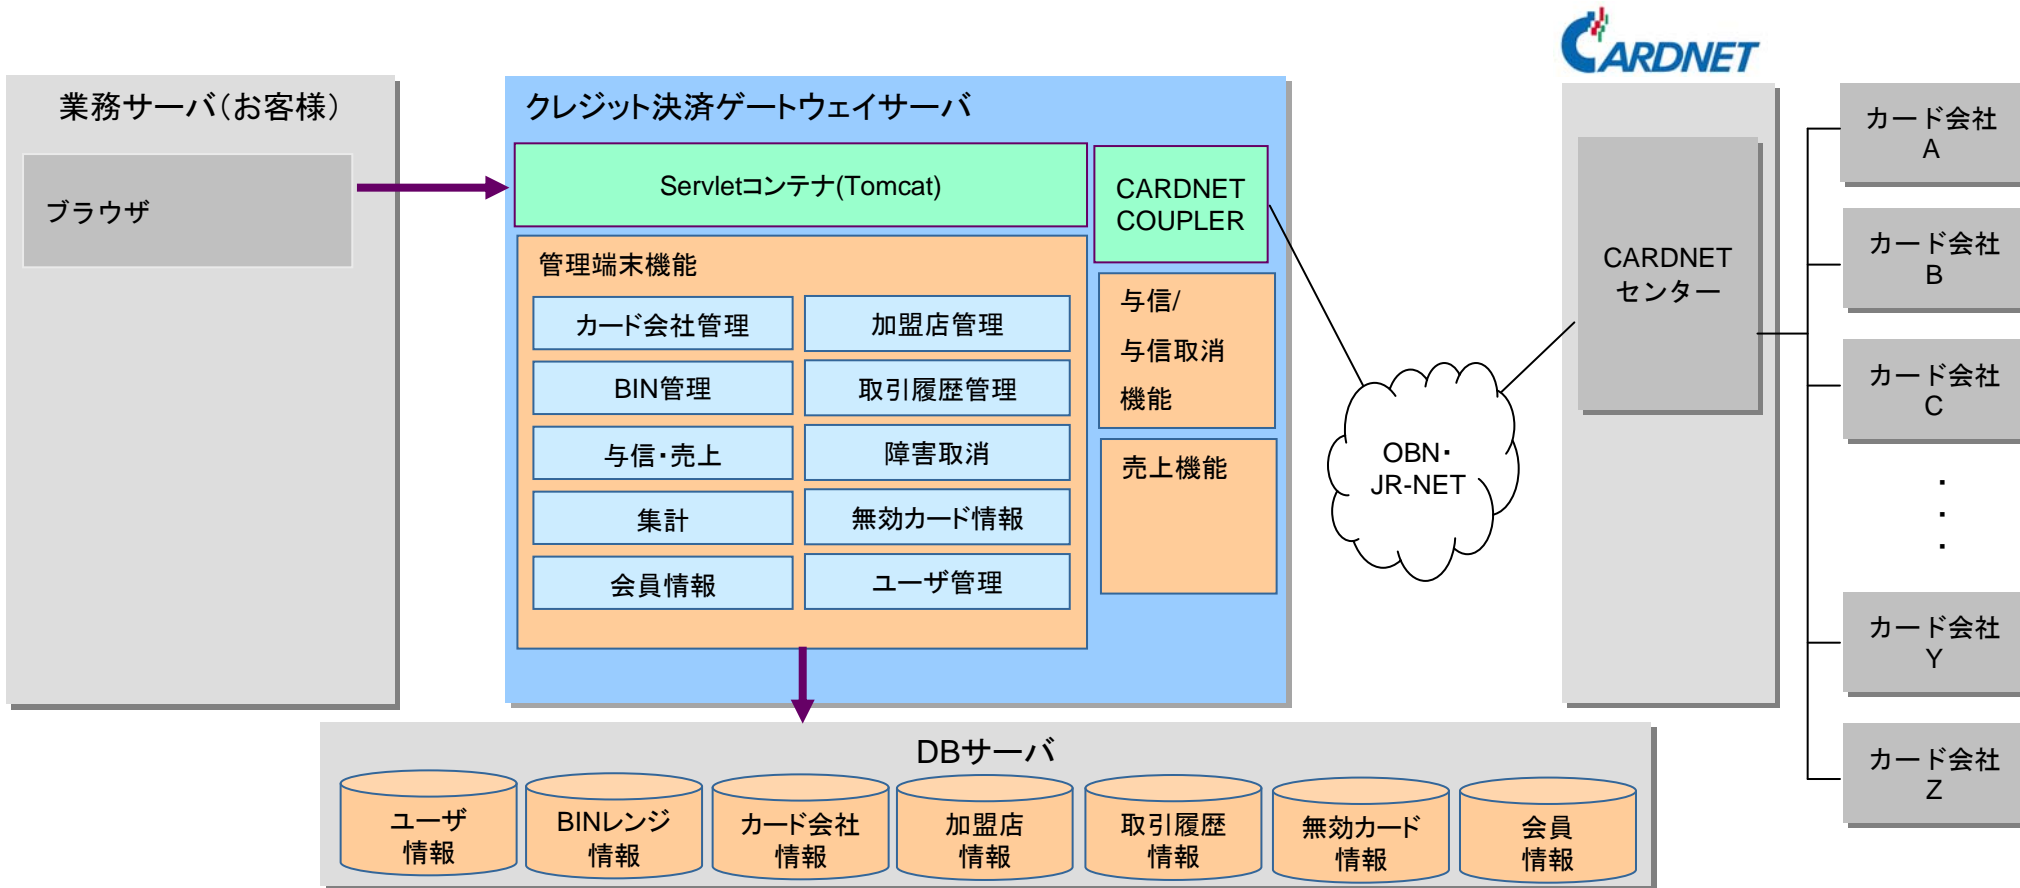 CARDNET
業務サーバ(お客様)
ブラウザ
クレジット決済ゲートウェイサーバ
Servletコンテナ(Tomcat)
CARDNET
COUPLER
管理端末機能
カード会社管理
加盟店管理
BIN管理
取引履歴管理
与信・売上
障害取消
集計
無効カード情報
会員情報
ユーザ管理
与信/
与信取消
機能
売上機能
OBN・
JR-NET
CARDNET
センター
カード会社
A
カード会社
B
カード会社
C
・
・
・
カード会社
Y
カード会社
Z
DBサーバ
ユーザ
情報
BINレンジ
情報
カード会社
情報
加盟店
情報
取引履歴
情報
無効カード
情報
会員
情報